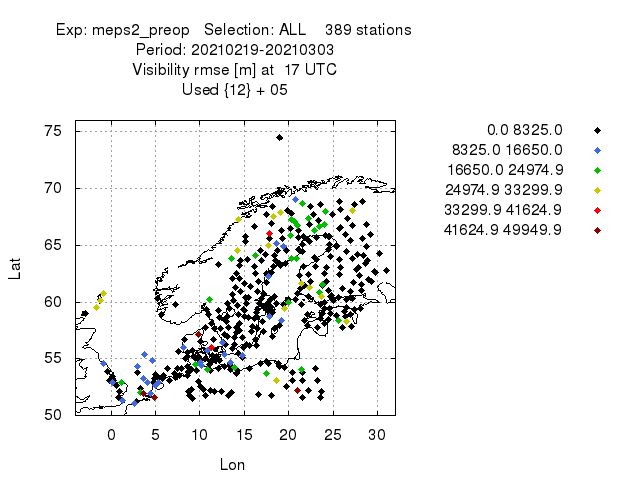 Exp: meps2_preop   Selection: ALL    389 stations
Period: 20210219-20210303
Visibility rmse [m] at  17 UTC
Used {12} + 05
0.0 8325.0
8325.0 16650.0
16650.0 24974.9
24974.9 33299.9
33299.9 41624.9
41624.9 49949.9
75
70
65
60
55
50
Lat
0 5 10 15 20 25 30
Lon